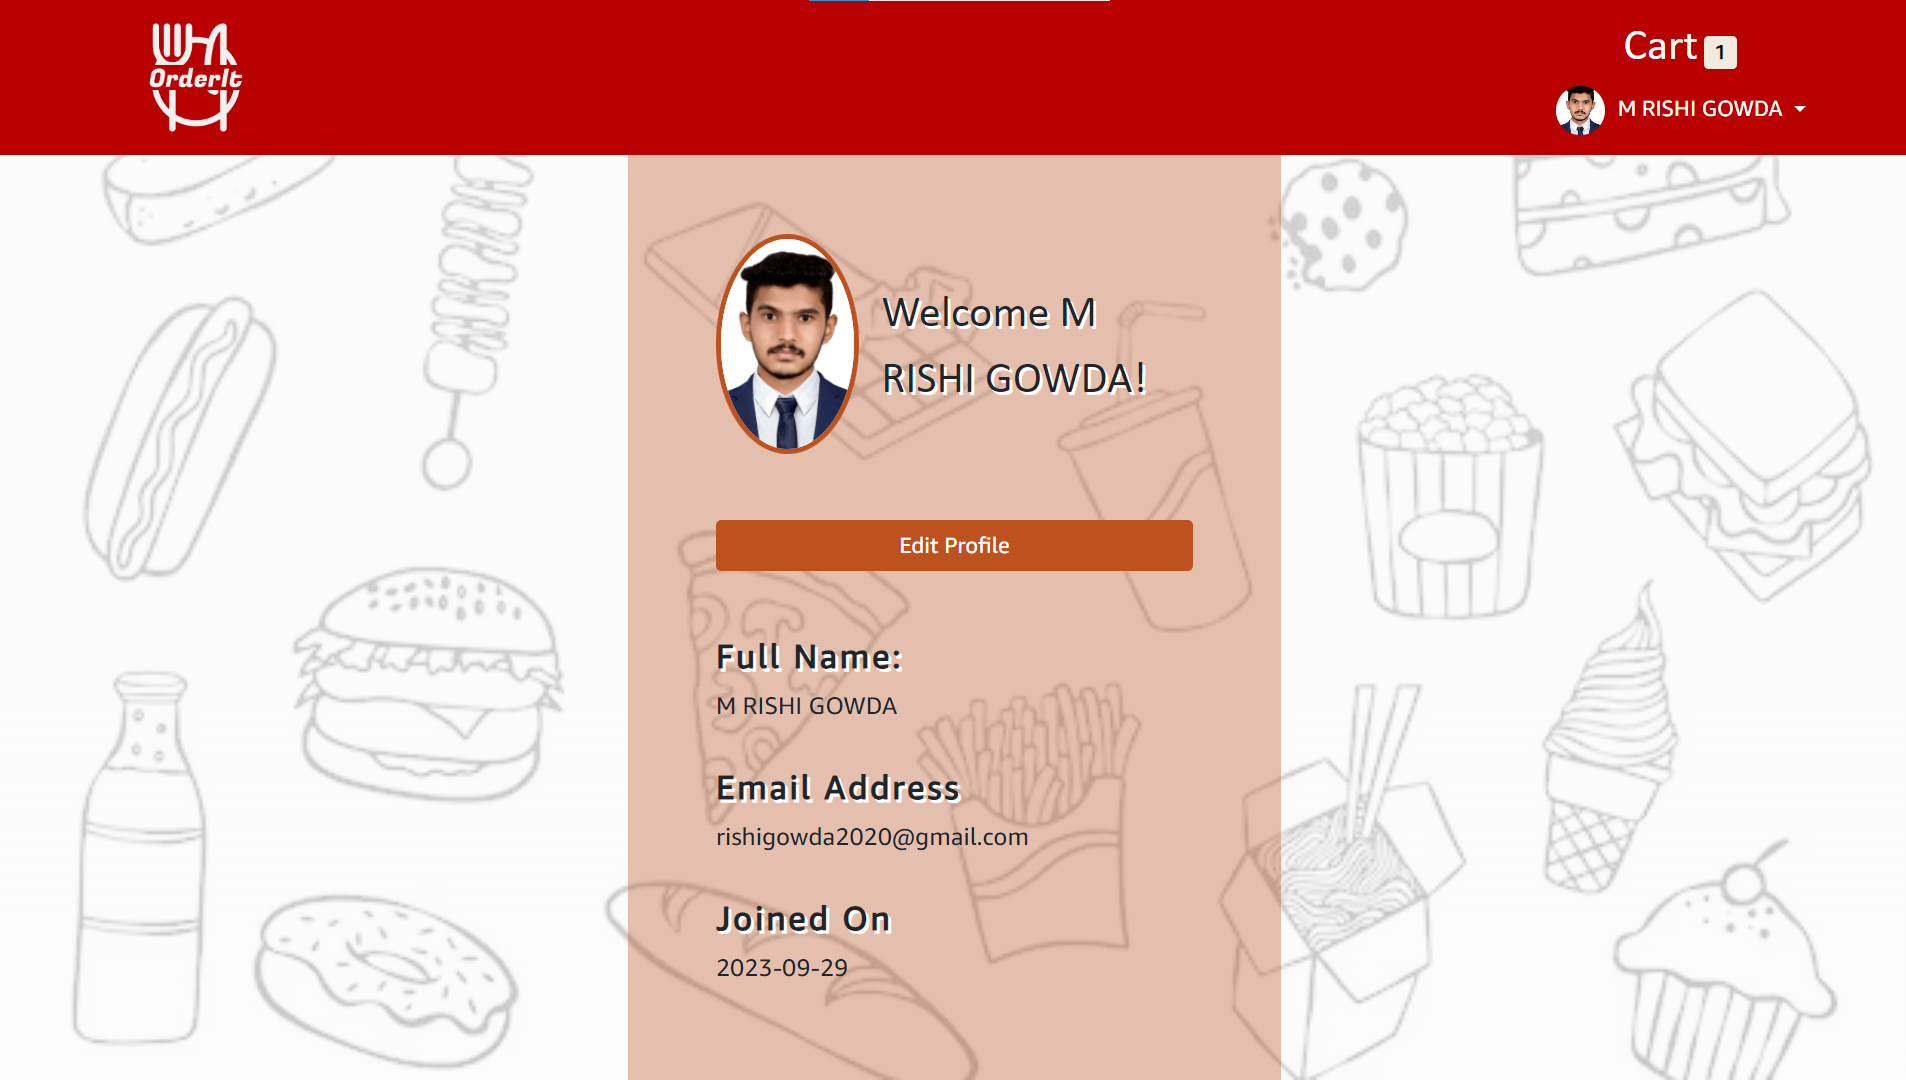 OrderIt
Cart 1
M RISHI GOWDA
Welcome M
RISHI GOWDA!
Edit Profile
Full Name:
M RISHI GOWDA
Email Address
rishigowda2020@gmail.com
Joined On
2023-09-29